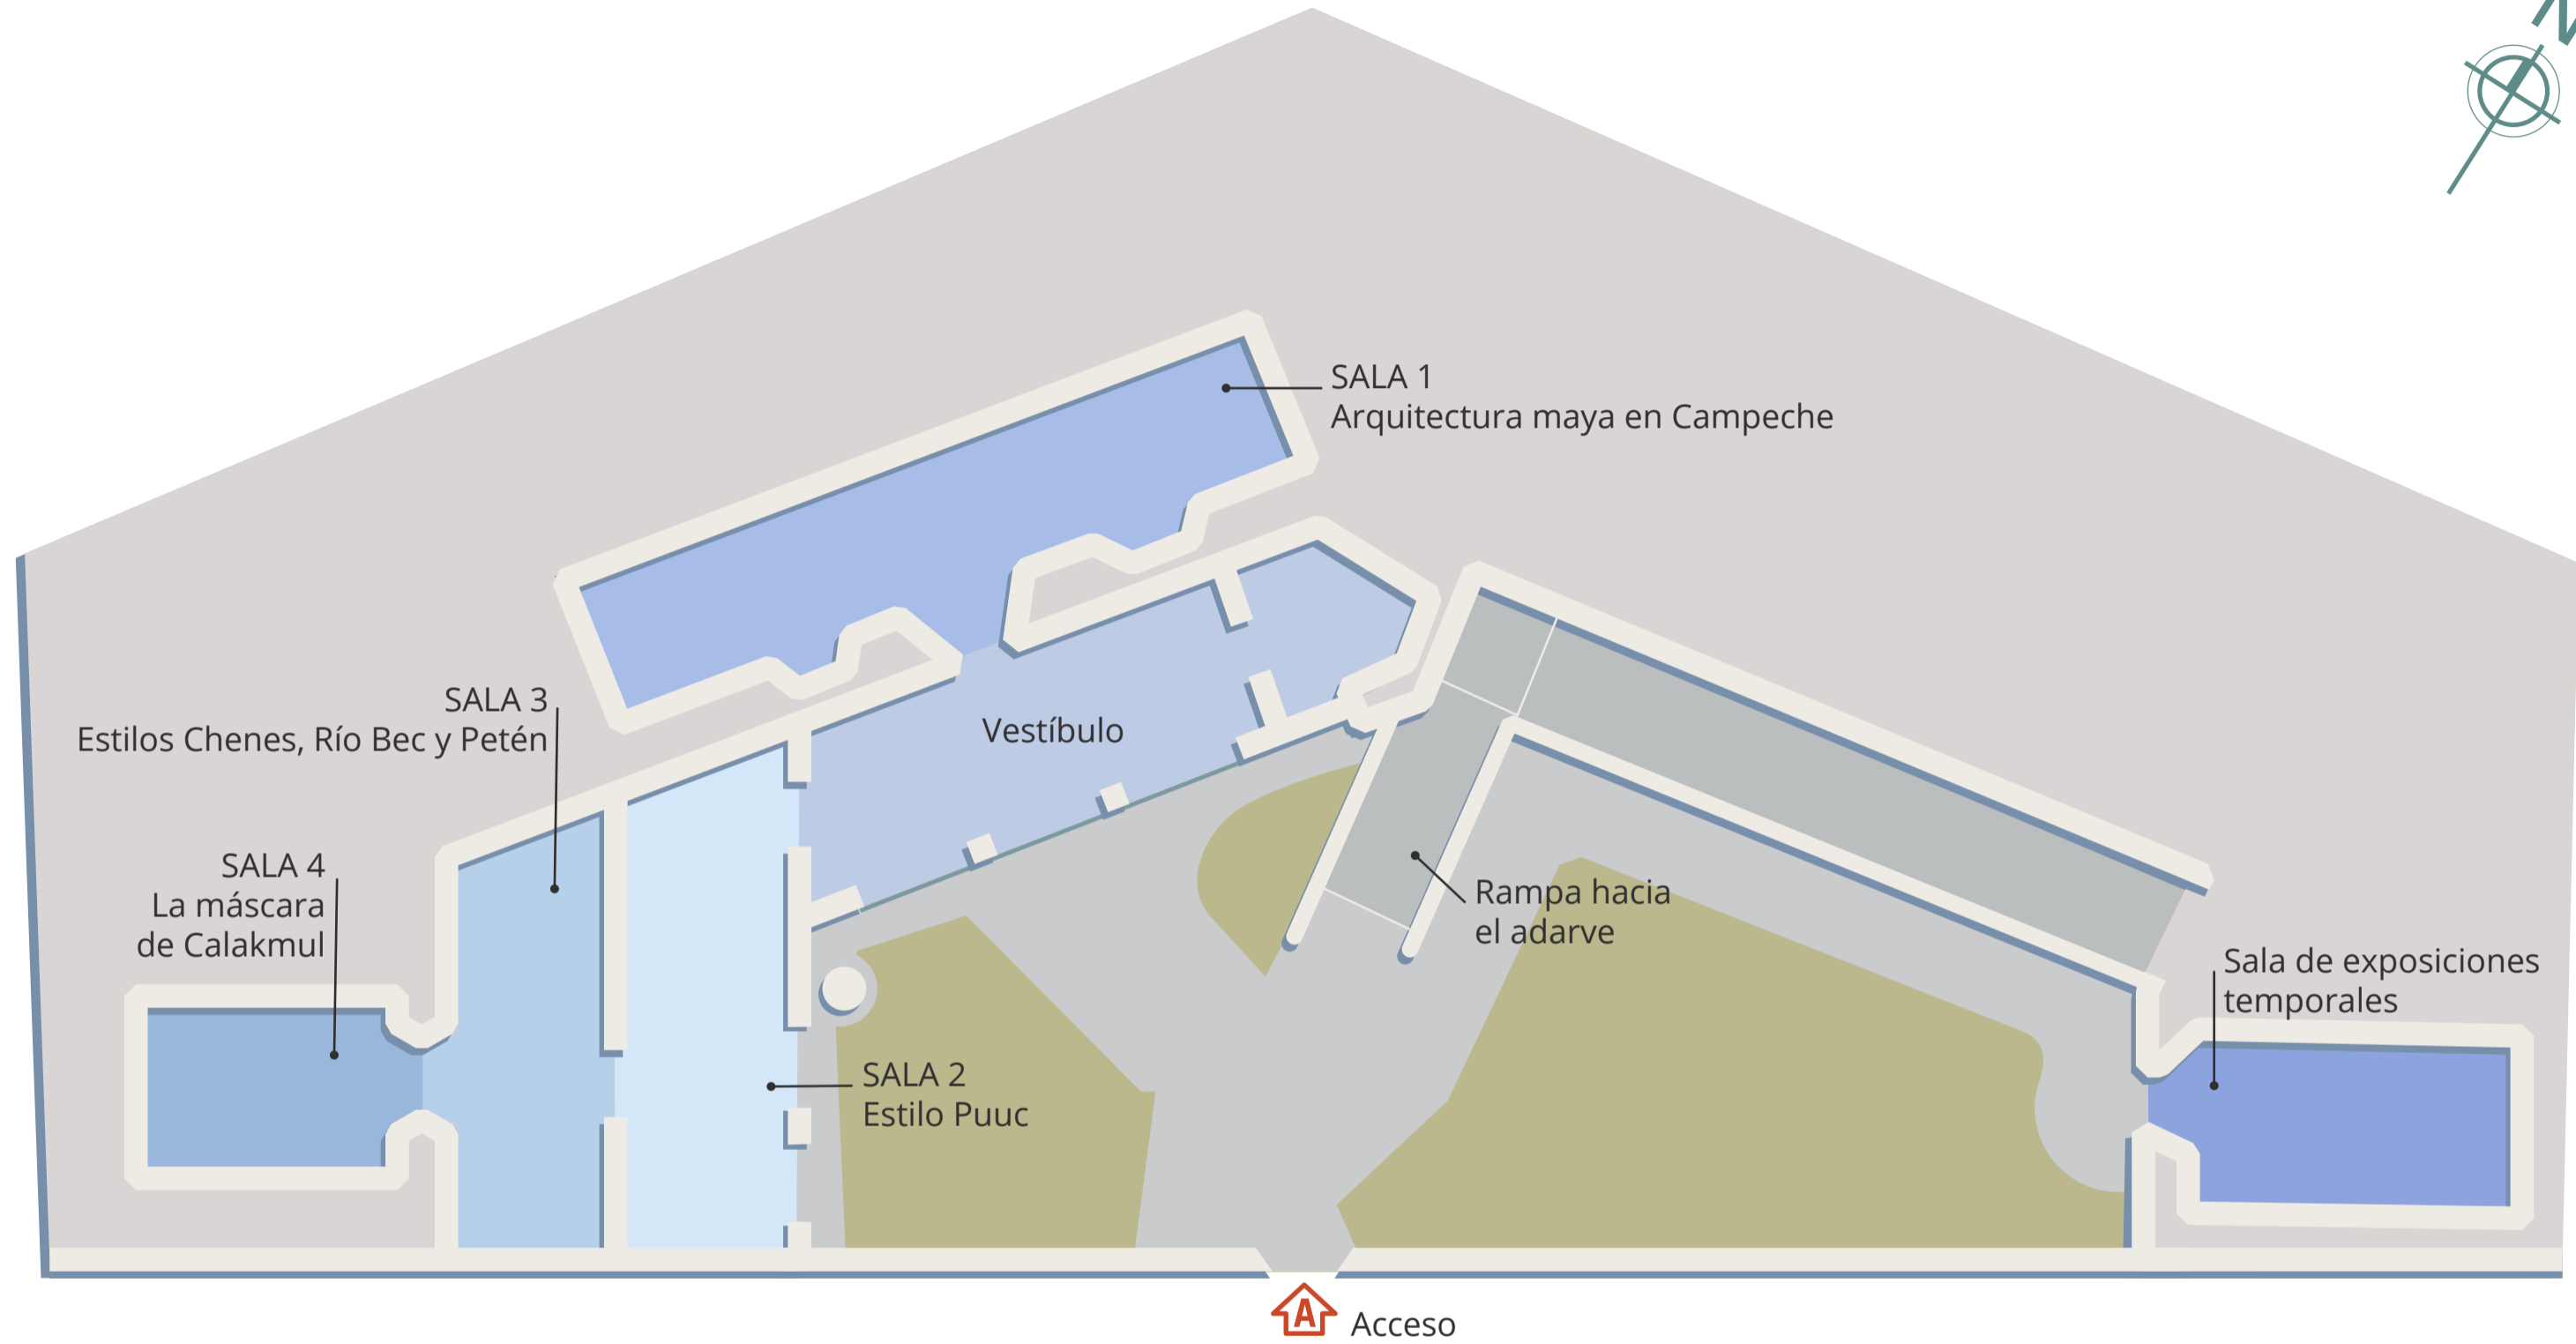 N
SALA 1
Arquitectura maya en Campeche
SALA 3
Estilos Chenes, Río Bec y Petén
Vestíbulo
SALA 4
La máscara
de Calakmul
Rampa hacia
el adarve
Sala de exposiciones
temporales
SALA 2
Estilo Puuc
A
Acceso